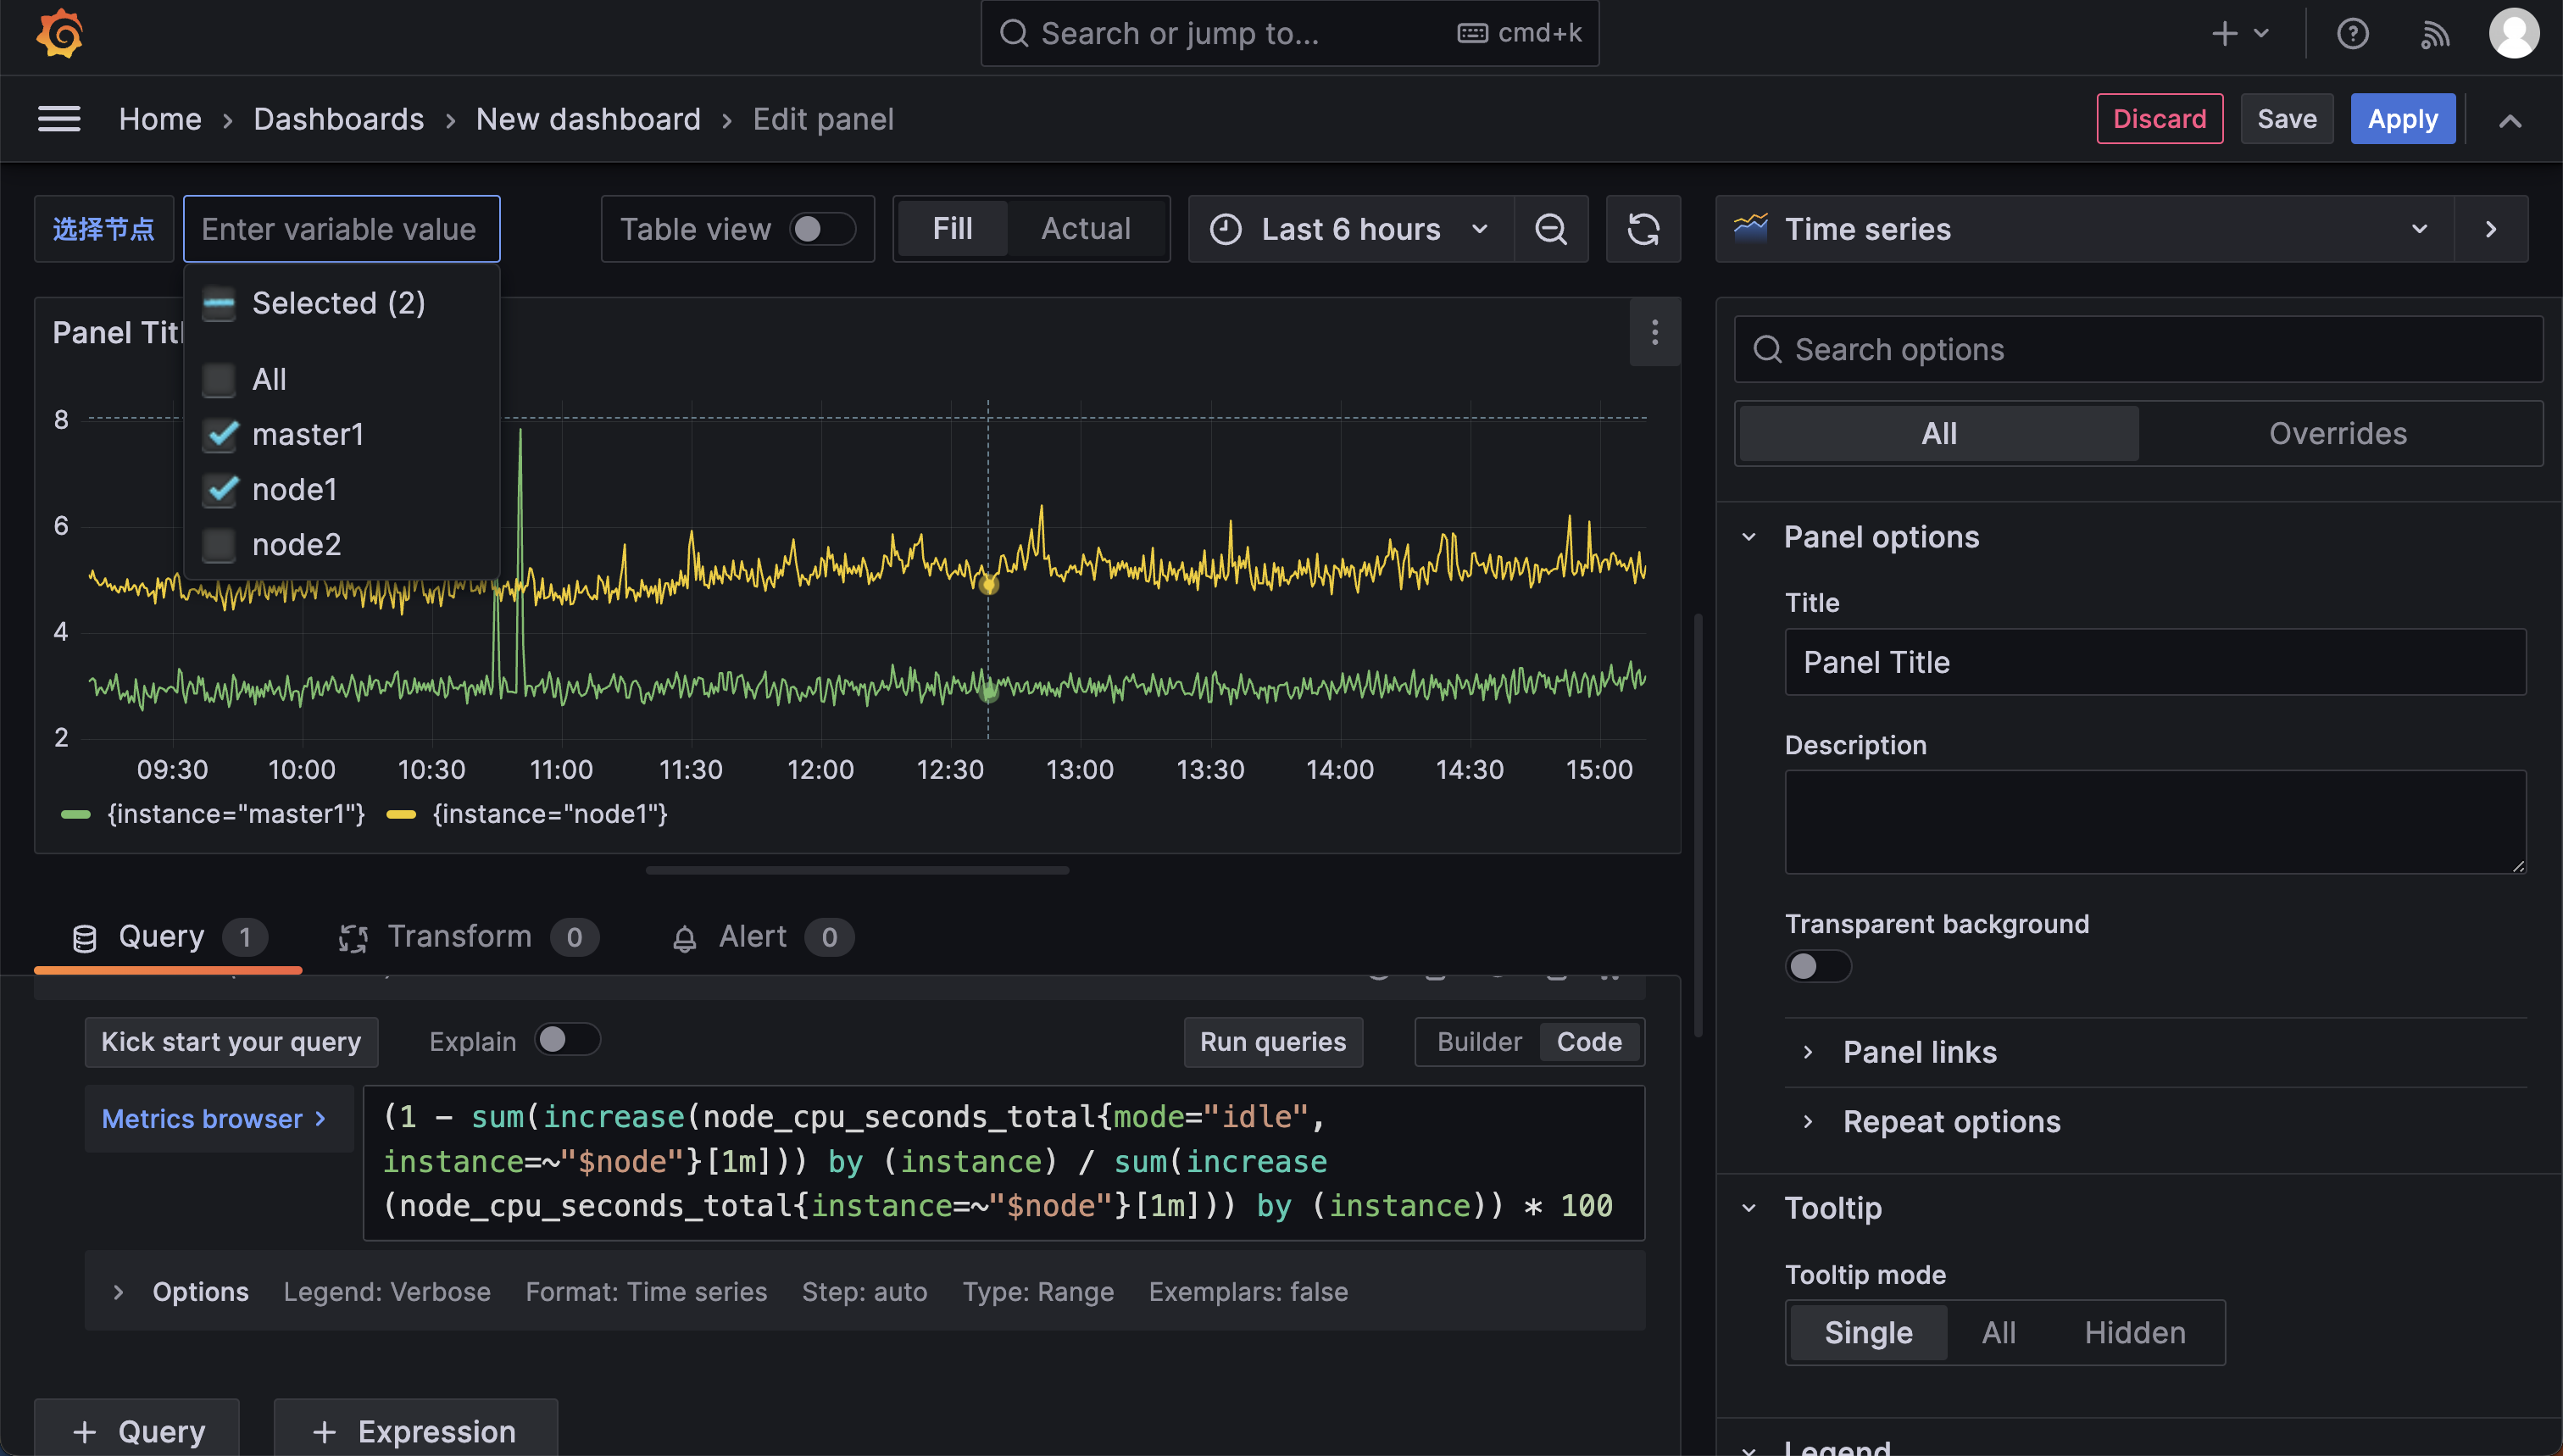 Search or jump to...
cmd+k
Home › Dashboards › New dashboard › Edit panel
Discard
Save
Apply
选择节点
Enter variable value
Table view
Fill
Actual
Last 6 hours
Time series
Selected (2)
All
master1
node1
node2
8
6
4
2
09:30 10:00 10:30 11:00 11:30 12:00 12:30 13:00 13:30 14:00 14:30 15:00
{instance="master1"} {instance="node1"}
Query 1
Transform 0
Alert 0
Kick start your query
Explain
Run queries
Builder
Code
Metrics browser >
(1 - sum(increase(node_cpu_seconds_total{mode="idle",
instance=~"$node"}[1m])) by (instance) / sum(increase
(node_cpu_seconds_total{instance=~"$node"}[1m])) by (instance)) * 100
Options Legend: Verbose Format: Time series Step: auto Type: Range Exemplars: false
+ Query
+ Expression
Search options
All
Overrides
Panel options
Title
Panel Title
Description
Transparent background
Panel links
Repeat options
Tooltip
Tooltip mode
Single
All
Hidden
Legend